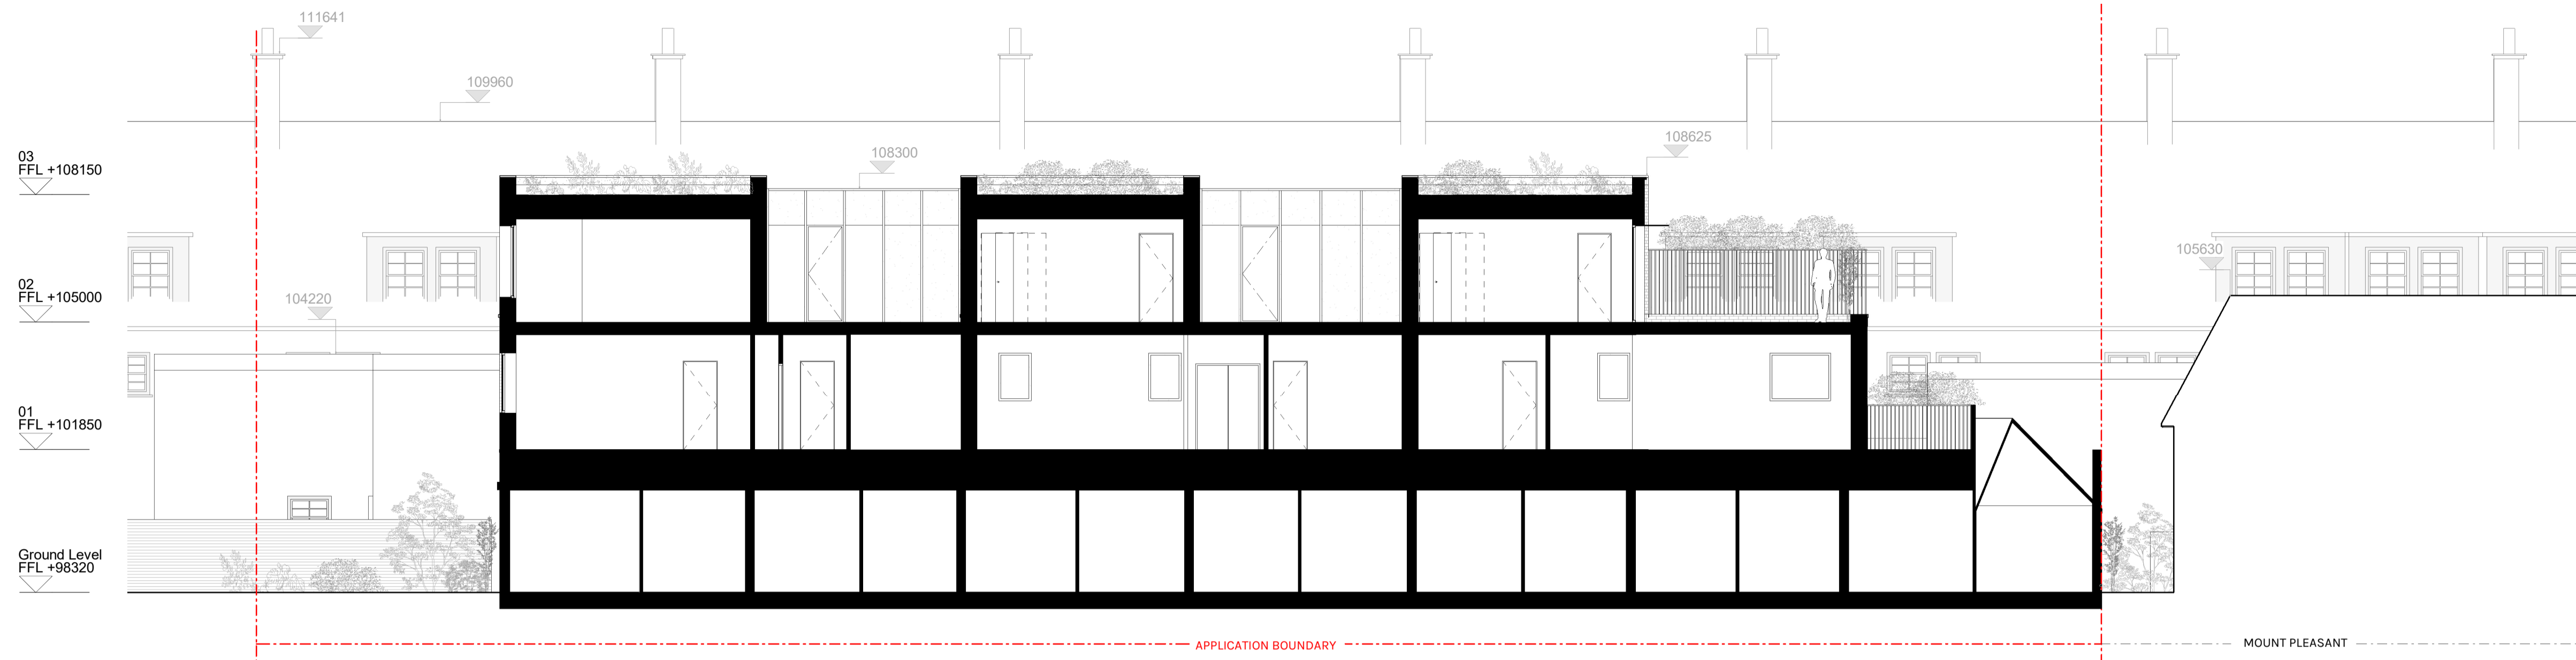 111641
109960
108625
108300
03
FFL +108150
105630
02
FFL +105000
104220
01
FFL +101850
Ground Level
FFL +98320
APPLICATION BOUNDARY
MOUNT PLEASANT